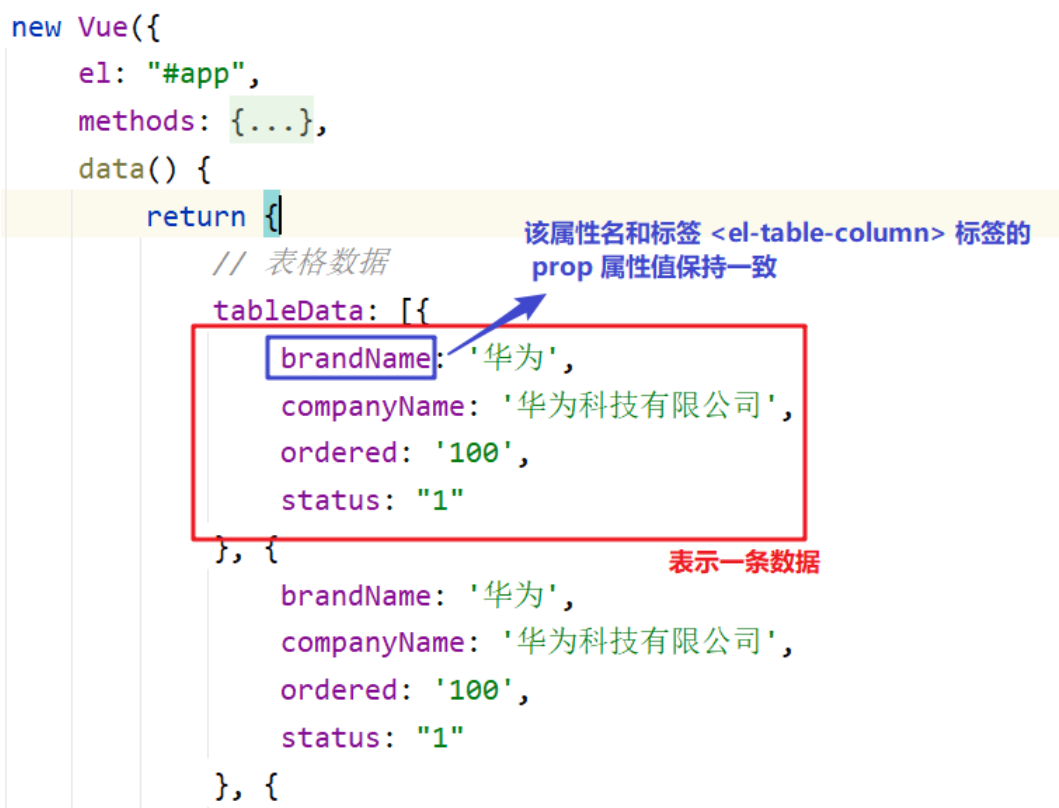 new Vue({
el: "#app",
methods: {...},
data() {
return {
该属性名和标签 <el-table-column> 标签的
prop 属性值保持一致
// 表格数据
tableData: [{
brandName: '华为',
companyName: '华为科技有限公司',
ordered: '100',
status: "1"
}, {
表示一条数据
brandName: '华为',
companyName: '华为科技有限公司',
ordered: '100',
status: "1"
}, {